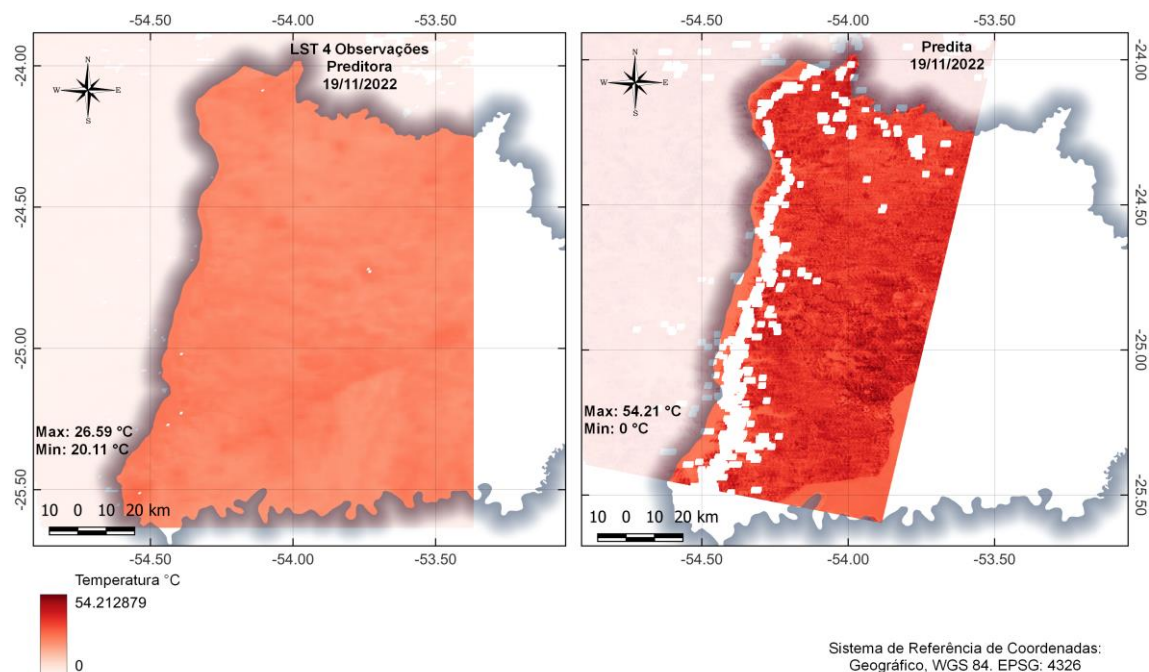 -54.50 -54.00 -53.50
-54.50 -54.00 -53.50
-24.00
-24.50
-25.00
-25.50
LST 4 Observações
Preditora
19/11/2022
N
W E
S
Max: 26.59 °C
Min: 20.11 °C
10 0 10 20 km
-54.50 -54.00 -53.50
Predita
19/11/2022
N
W E
S
Max: 54.21 °C
Min: 0 °C
10 0 10 20 km
-24.00
-24.50
-25.00
-25.50
-54.50 -54.00 -53.50
Temperatura °C
54.212879
0
Sistema de Referência de Coordenadas:
Geográfico, WGS 84. EPSG: 4326